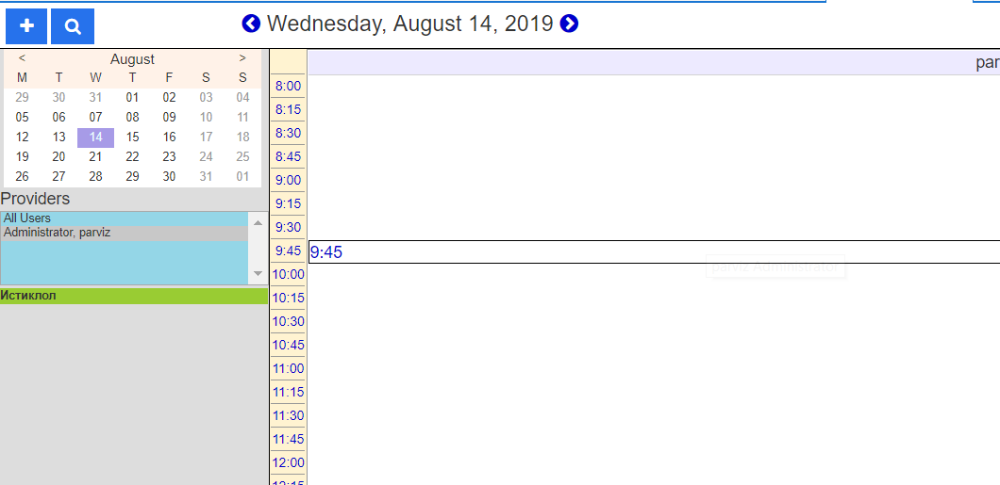 Wednesday, August 14, 2019
< August >
M T W T F S S
29 30 31 01 02 03 04
05 06 07 08 09 10 11
12 13 14 15 16 17 18
19 20 21 22 23 24 25
26 27 28 29 30 31 01
Providers
All Users
Administrator, parviz
Истиклол
par
8:00
8:15
8:30
8:45
9:00
9:15
9:30
9:45 9:45
parviz Administrator
10:00
10:15
10:30
10:45
11:00
11:15
11:30
11:45
12:00
12:15